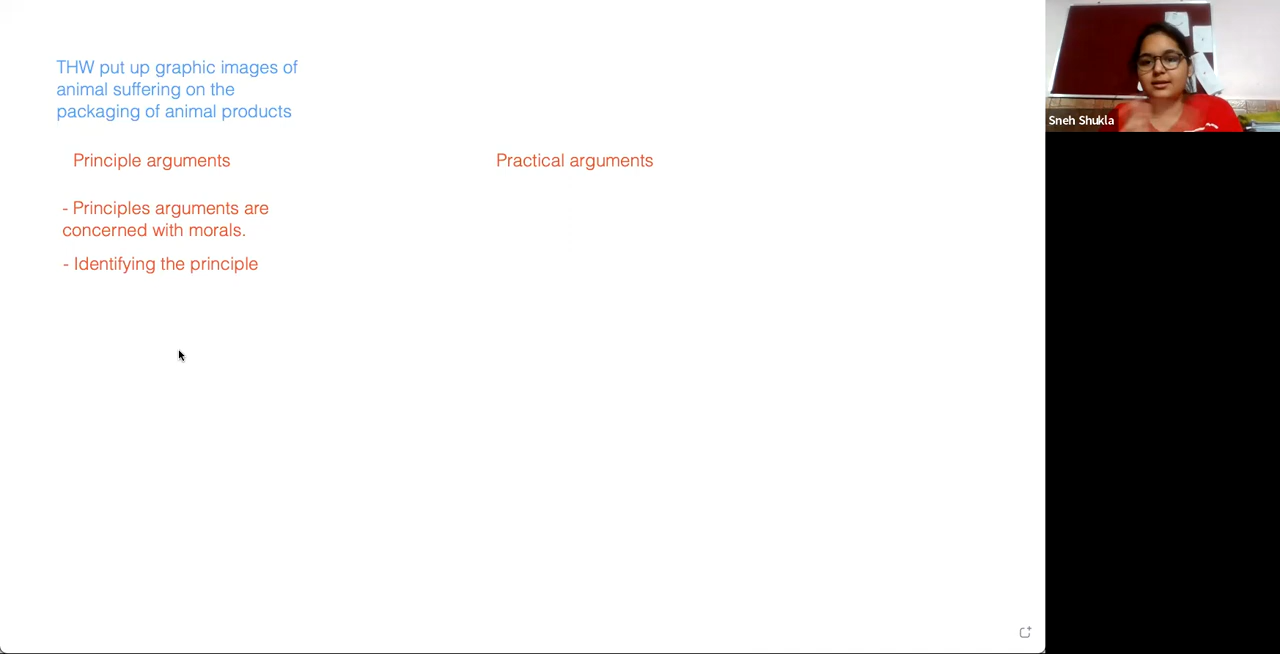 THW put up graphic images of
animal suffering on the
packaging of animal products
Principle arguments
Practical arguments
- Principles arguments are
concerned with morals.
- Identifying the principle
Sneh Shukla